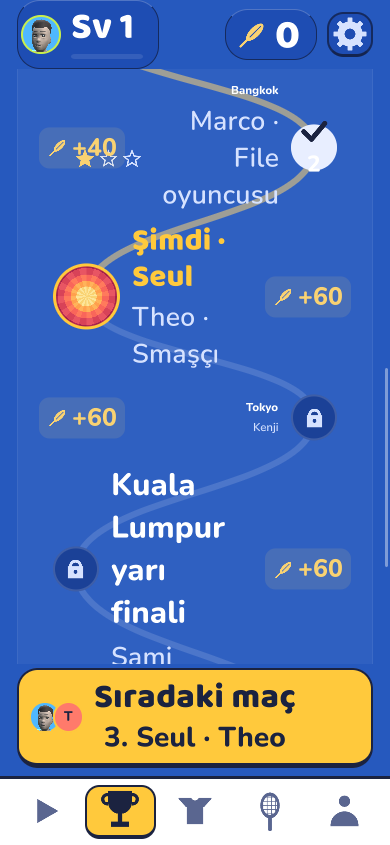 Sv 1
0
Bangkok
Marco ·
File
oyuncusu
+40
2
Şimdi ·
Seul
Theo ·
Smaşçı
+60
+60
Tokyo
Kenji
Kuala
Lumpur
yarı
finali
Sami
+60
Sıradaki maç
T
3. Seul · Theo